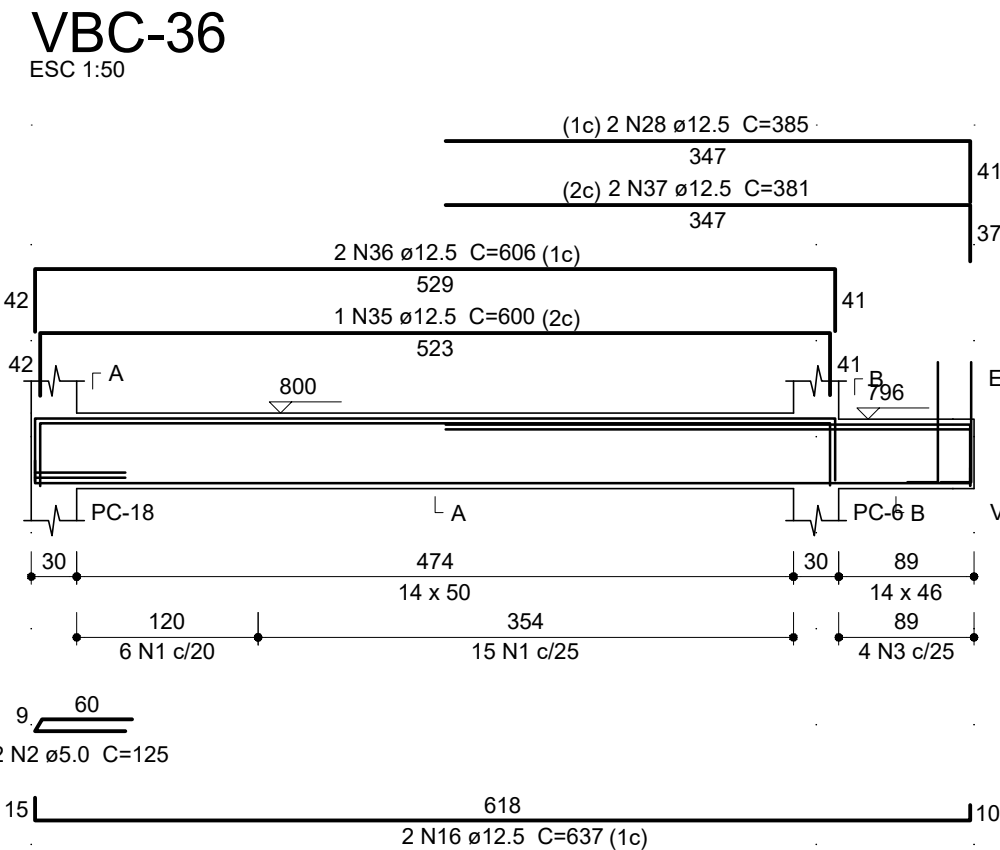 VBC-36
ESC 1:50
(1c) 2 N28 ø12.5 C=385
347
41
(2c) 2 N37 ø12.5 C=381
347
37
2 N36 ø12.5 C=606 (1c)
529
42
41
1 N35 ø12.5 C=600 (2c)
523
42
41
A
B
E
800
796
PC-18
A
PC-6
B
V
30
474
30
89
14 x 50
14 x 46
120
354
89
6 N1 c/20
15 N1 c/25
4 N3 c/25
60
9
2 N2 ø5.0 C=125
15
618
10
2 N16 ø12.5 C=637 (1c)